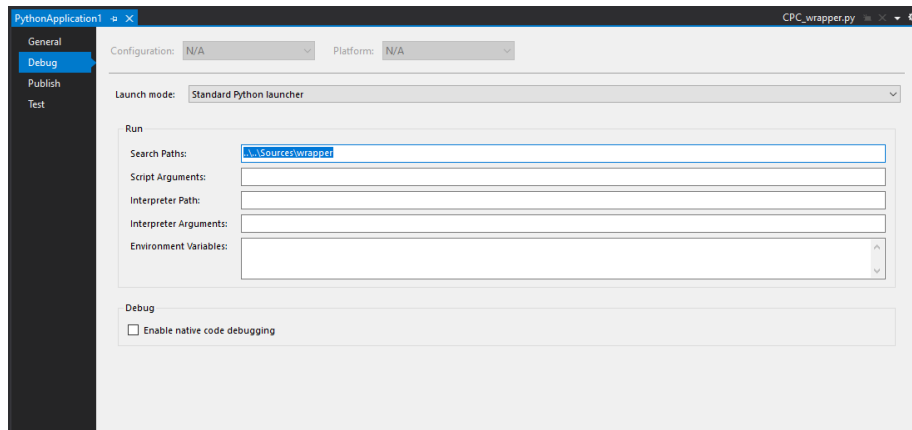 PythonApplication1
CPC_wrapper.py
General
Debug
Publish
Test
Configuration: N/A Platform: N/A
Launch mode: Standard Python launcher
Run
Search Paths: ..\..\Sources\wrapper
Script Arguments:
Interpreter Path:
Interpreter Arguments:
Environment Variables:
Debug
Enable native code debugging